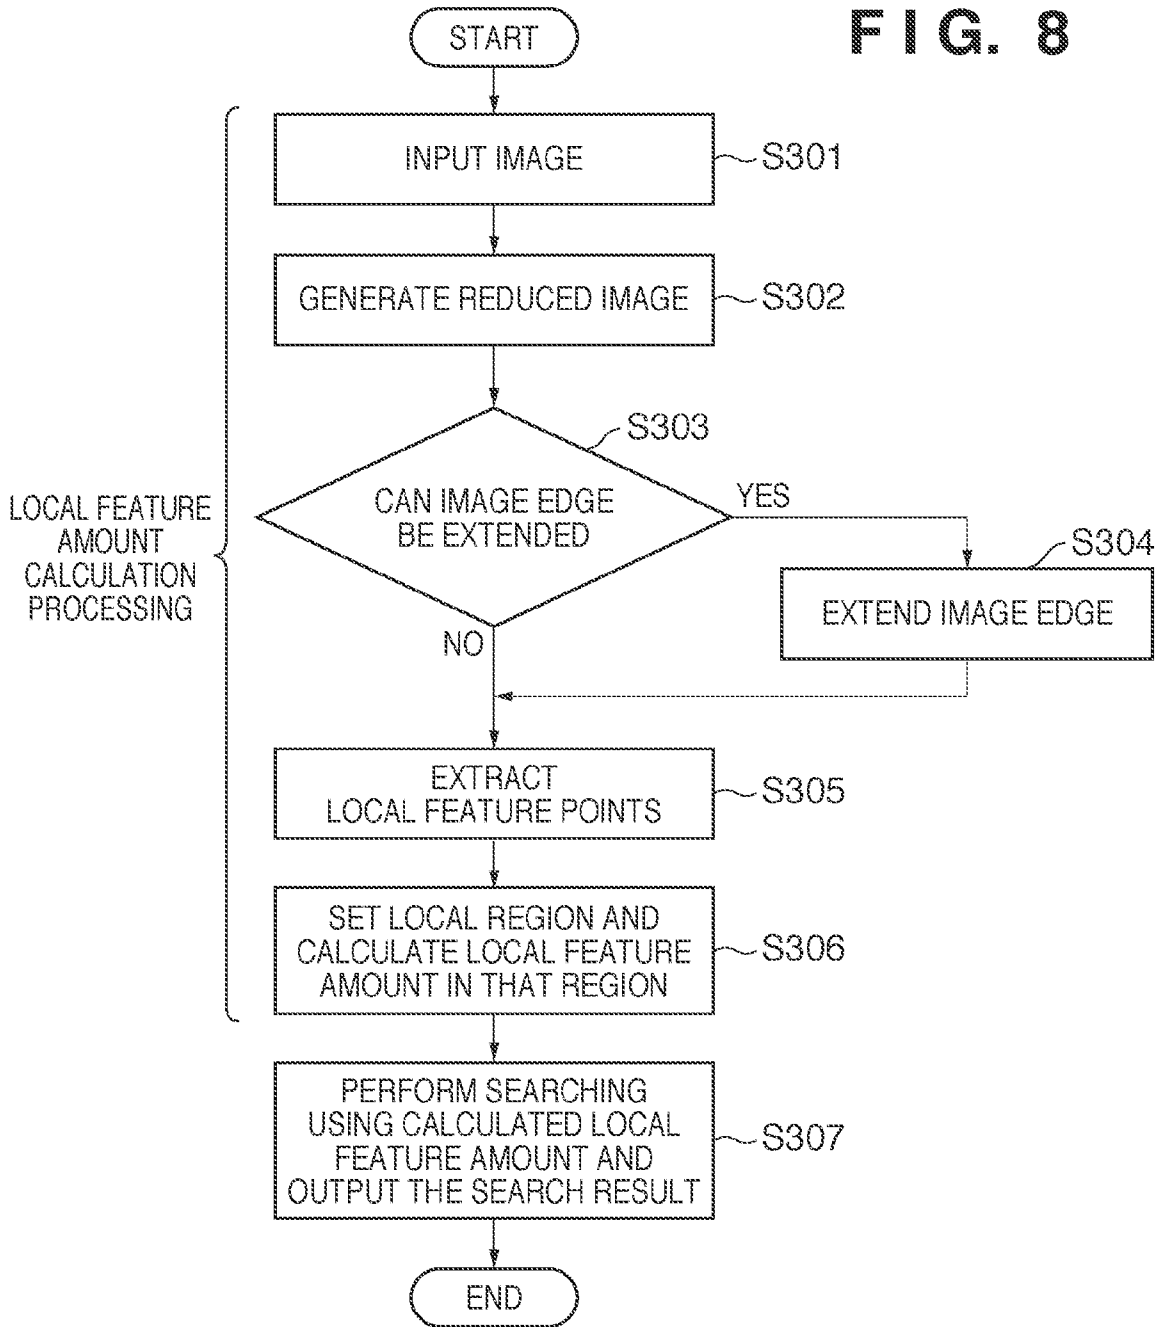 FIG. 8
START
INPUT IMAGE
S301
GENERATE REDUCED IMAGE
S302
S303
CAN IMAGE EDGE
BE EXTENDED
YES
S304
EXTEND IMAGE EDGE
NO
LOCAL FEATURE
AMOUNT
CALCULATION
PROCESSING
EXTRACT
LOCAL FEATURE POINTS
S305
SET LOCAL REGION AND
CALCULATE LOCAL FEATURE
AMOUNT IN THAT REGION
S306
PERFORM SEARCHING
USING CALCULATED LOCAL
FEATURE AMOUNT AND
OUTPUT THE SEARCH RESULT
S307
END